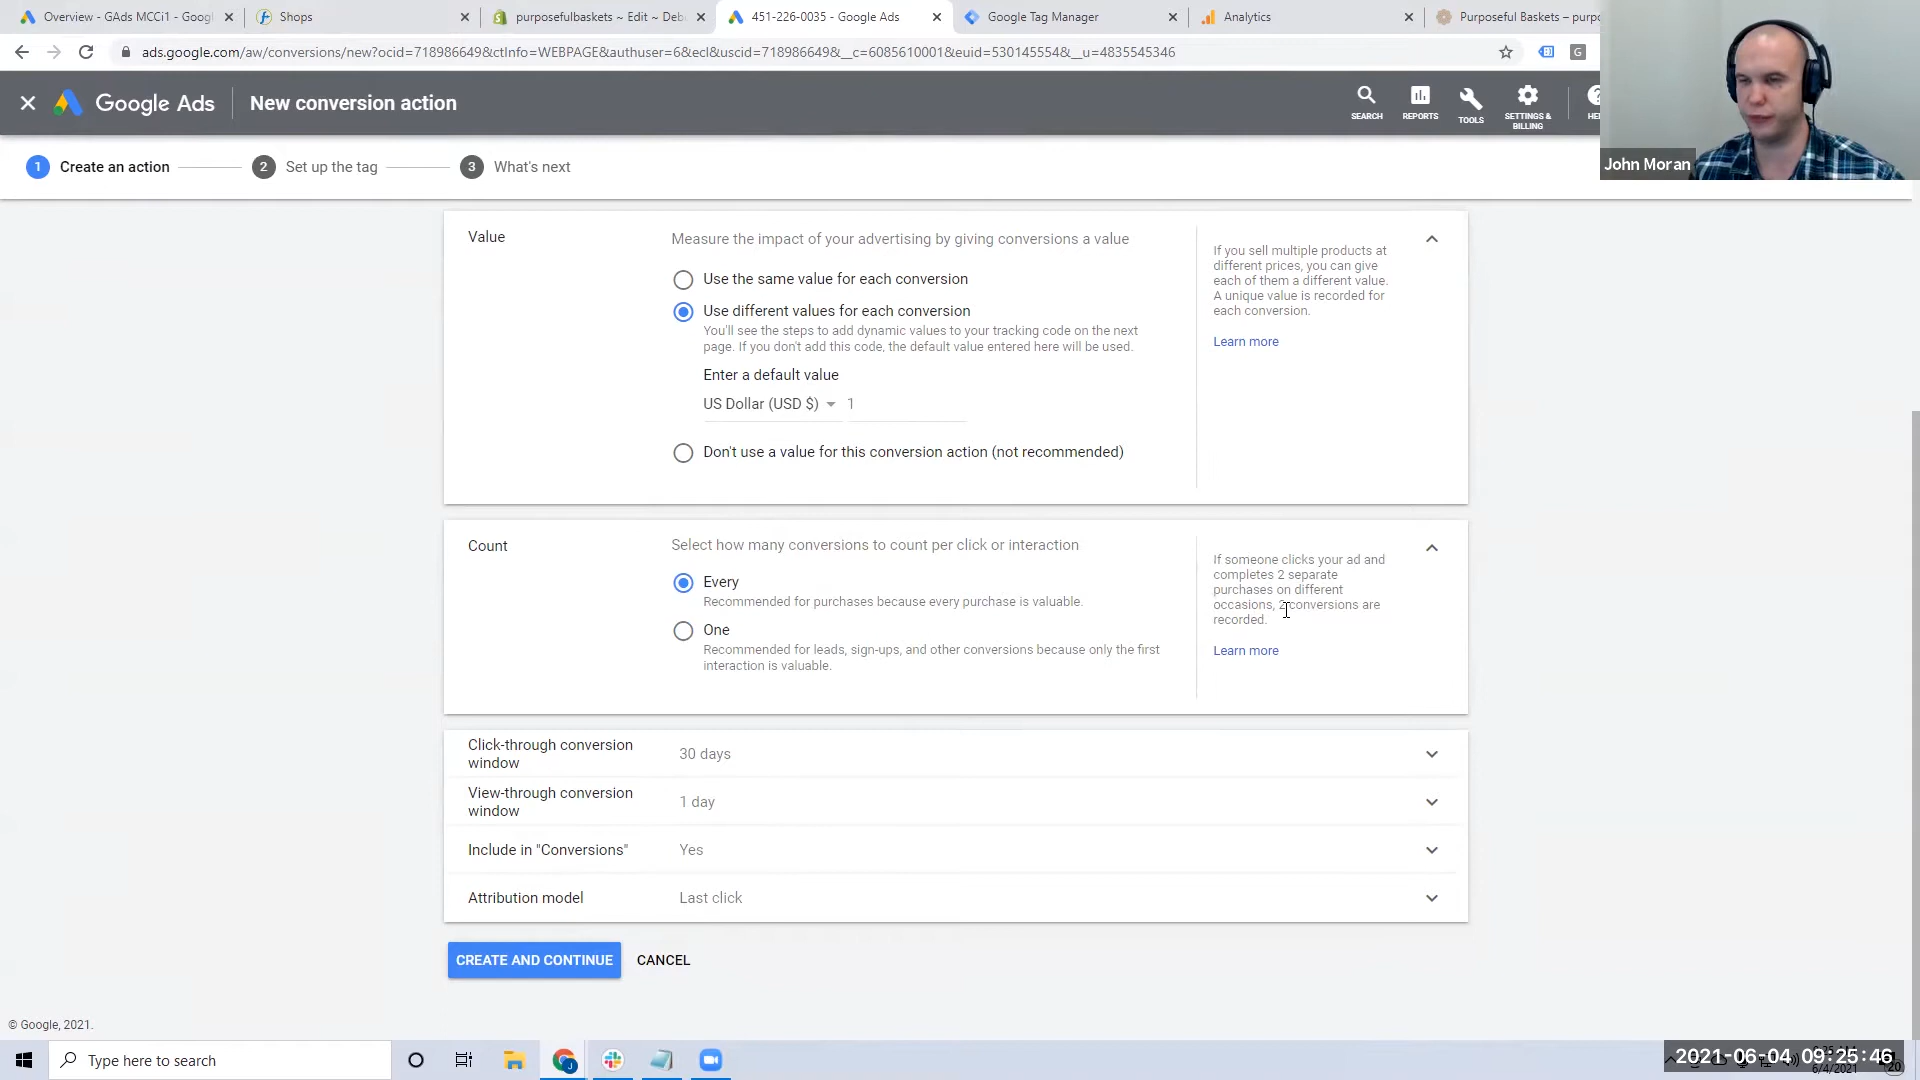 Overview - GAds MCCi1 - Goog
Shops
purposefulbaskets ~ Edit ~ Deb
451-226-0035 - Google Ads
Google Tag Manager
Analytics
Purposeful Baskets – purpo
ads.google.com/aw/conversions/new?ocid=718986649&ctInfo=WEBPAGE&authuser=6&ecl&uscid=718986649&__c=6085610001&euid=5301455554&__u=4835545346
G
Google Ads
New conversion action
SEARCH
REPORTS
TOOLS
SETTINGS &
BILLING
John Moran
1 Create an action
2 Set up the tag
3 What's next
Value
Measure the impact of your advertising by giving conversions a value
Use the same value for each conversion
Use different values for each conversion
You'll see the steps to add dynamic values to your tracking code on the next
page. If you don't add this code, the default value entered here will be used.
Enter a default value
US Dollar (USD $) 1
Don't use a value for this conversion action (not recommended)
If you sell multiple products at
different prices, you can give
each of them a different value.
A unique value is recorded for
each conversion.
Learn more
Count
Select how many conversions to count per click or interaction
Every
Recommended for purchases because every purchase is valuable.
One
Recommended for leads, sign-ups, and other conversions because only the first
interaction is valuable.
If someone clicks your ad and
completes 2 separate
purchases on different
occasions, 2 conversions are
recorded.
Learn more
Click-through conversion
window
30 days
View-through conversion
window
1 day
Include in "Conversions"
Yes
Attribution model
Last click
CREATE AND CONTINUE
CANCEL
© Google, 2021.
Type here to search
2021-06-04 09:25:46
6/4/2021
20